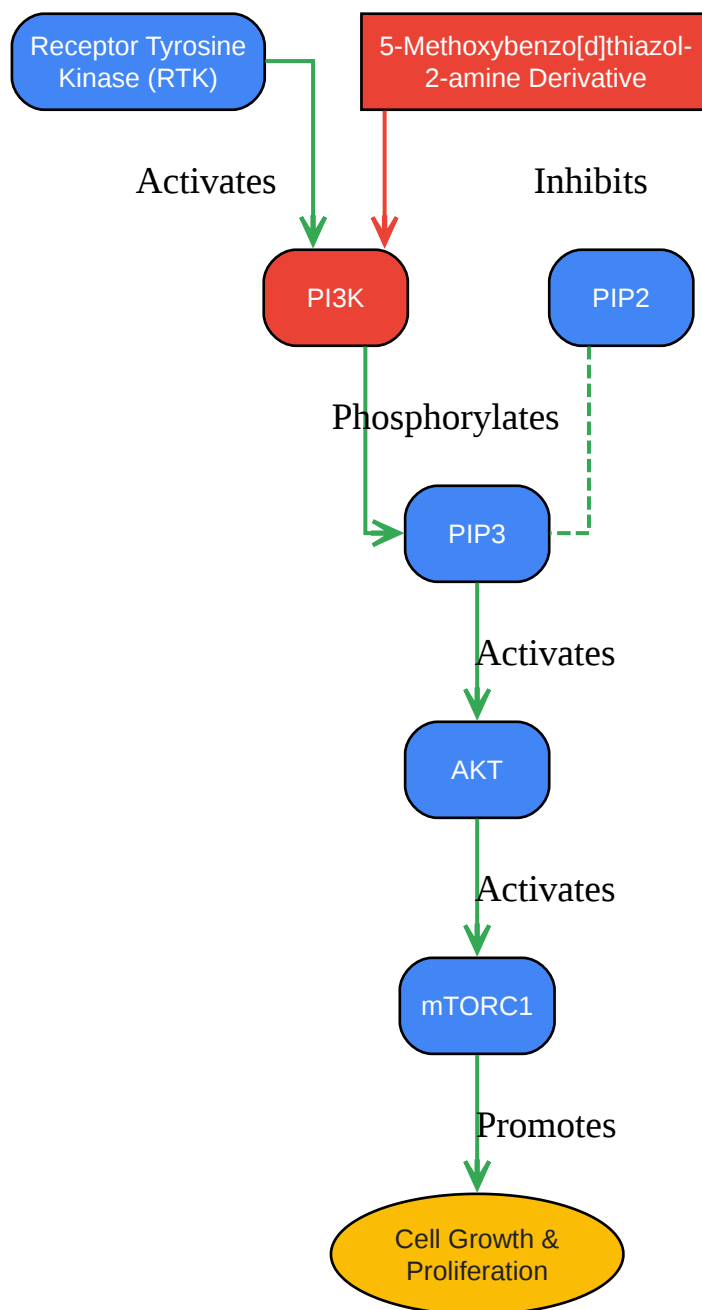 Receptor Tyrosine
Kinase (RTK)
5-Methoxybenzo[d]thiazol-
2-amine Derivative
Activates
Inhibits
PI3K
PIP2
Phosphorylates
PIP3
Activates
AKT
Activates
mTORC1
Promotes
Cell Growth &
Proliferation